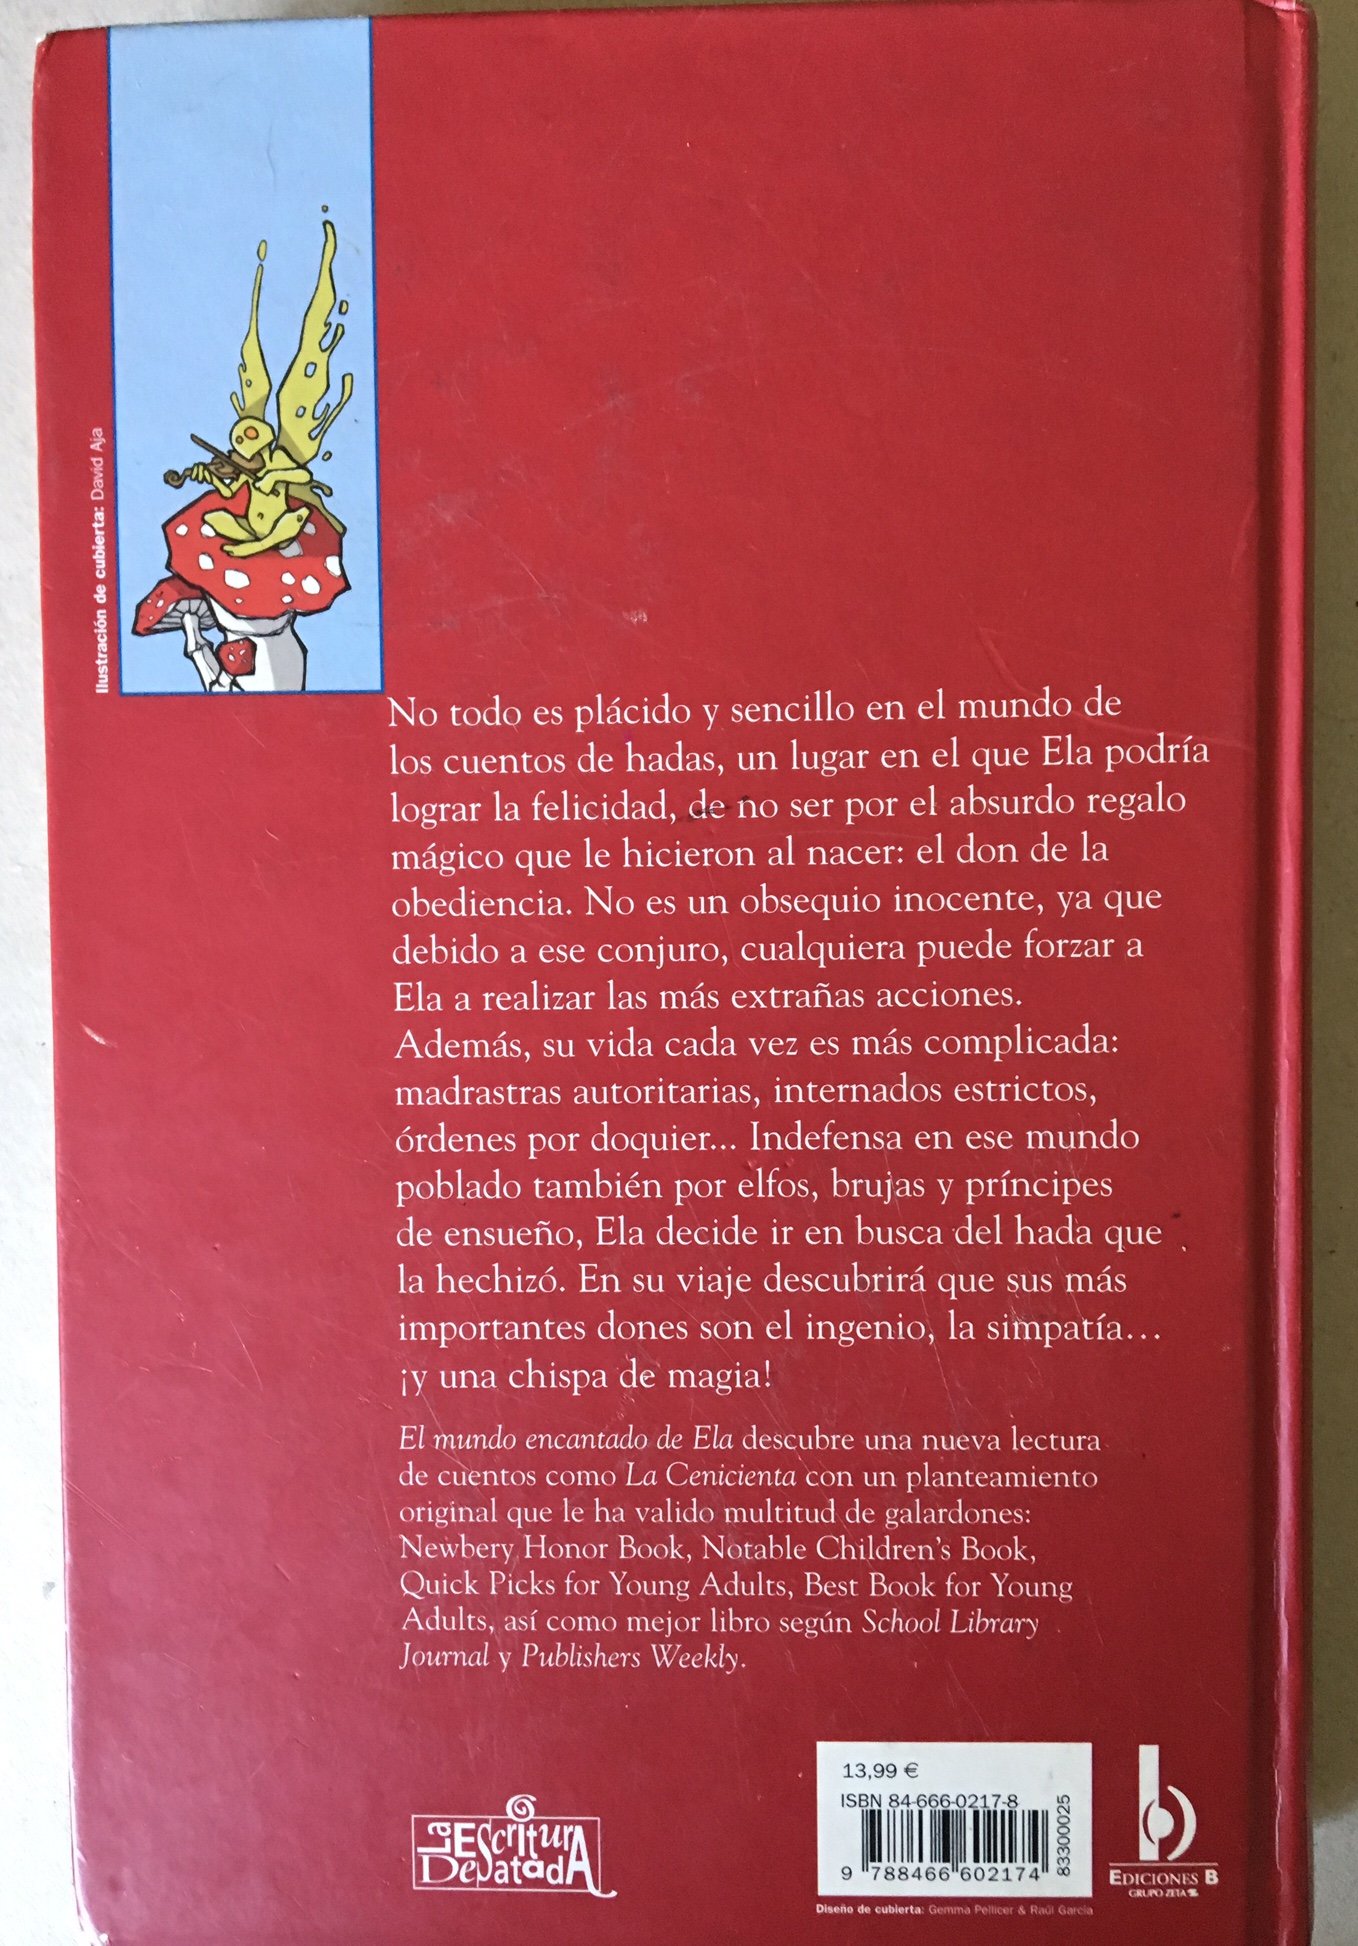 Ilustración de cubierta: David Aja
No todo es plácido y sencillo en el mundo de
los cuentos de hadas, un lugar en el que Ela podría
lograr la felicidad, de no ser por el absurdo regalo
mágico que le hicieron al nacer: el don de la
obediencia. No es un obsequio inocente, ya que
debido a ese conjuro, cualquiera puede forzar a
Ela a realizar las más extrañas acciones.
Además, su vida cada vez es más complicada:
madrastras autoritarias, internados estrictos,
órdenes por doquier... Indefensa en ese mundo
poblado también por elfos, brujas y príncipes
de ensueño, Ela decide ir en busca del hada que
la hechizó. En su viaje descubrirá que sus más
importantes dones son el ingenio, la simpatía...
¡y una chispa de magia!
El mundo encantado de Ela descubre una nueva lectura
de cuentos como La Cenicienta con un planteamiento
original que le ha valido multitud de galardones:
Newbery Honor Book, Notable Children's Book,
Quick Picks for Young Adults, Best Book for Young
Adults, así como mejor libro según School Library
Journal y Publishers Weekly.
La Escritura
Desatada
13,99 €
ISBN 84-666-0217-8
9 788466 602174
83300025
EDICIONES B
GRUPO ZETA
Diseño de cubierta: Gemma Pellicer & Raúl García